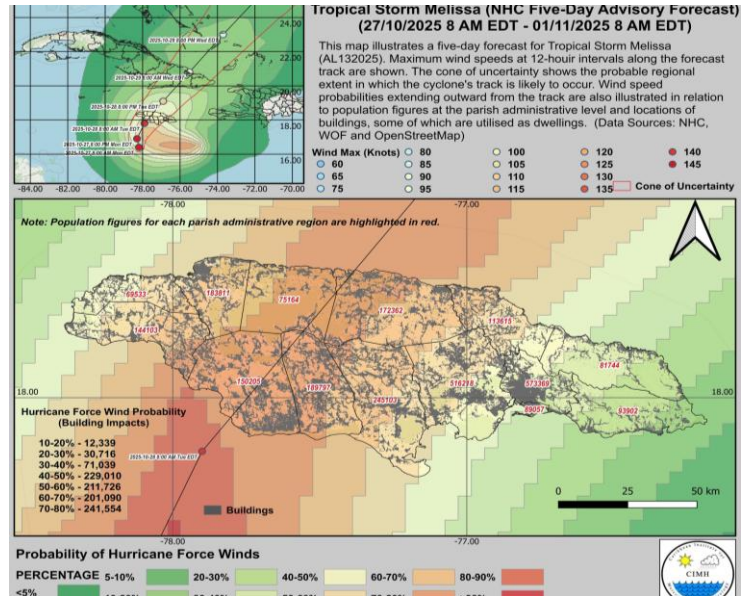 Tropical Storm Melissa (NHC Five-Day Advisory Forecast)
(27/10/2025 8 AM EDT - 01/11/2025 8 AM EDT)
This map illustrates a five-day forecast for Tropical Storm Melissa
(AL132025). Maximum wind speeds at 12-hour intervals along the forecast
track are shown. The cone of uncertainty shows the probable regional
extent in which the cyclone's track is likely to occur. Wind speed
probabilities extending outward from the track are also illustrated in relation
to population figures at the parish administrative level and locations of
buildings, some of which are utilised as dwellings. (Data Sources: NHC,
WOF and OpenStreetMap)
24.00
22.00
20.00
18.00
16.00
-84.00 -82.00 -80.00 -78.00 -76.00 -74.00 -72.00 -70.00
Wind Max (Knots)
60
65
75
80
85
90
95
100
105
110
115
120
125
130
135
140
145
Cone of Uncertainty
-78.00 -77.00
Note: Population figures for each parish administrative region are highlighted in red.
69533
183811
75164
172362
113615
144103
81744
150205
189797
516218
573369
245103
89057
93902
18.00 18.00
2025-10-28 8:00 AM Tue EDT
Hurricane Force Wind Probability
(Building Impacts)
10-20% - 12,339
20-30% - 30,716
30-40% - 71,039
40-50% - 229,010
50-60% - 211,726
60-70% - 201,090
70-80% - 241,554
Buildings
0 25 50 km
-78.00 -77.00
Probability of Hurricane Force Winds
PERCENTAGE 5-10% 20-30% 40-50% 60-70% 80-90%
<5%
CIMH